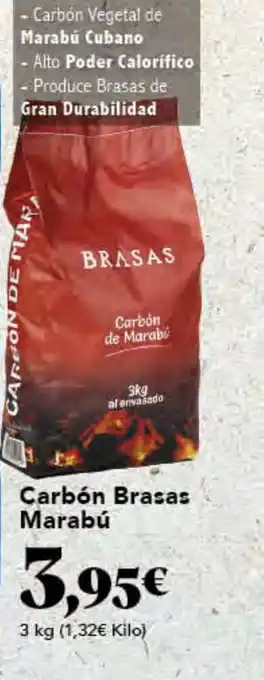 - Carbón Vegetal de
Marabú Cubano
- Alto Poder Calorífico
- Produce Brasas de
Gran Durabilidad
BRASAS
Carbón
de Marabú
3kg
al envasado
Carbón Brasas
Marabú
3,95€
3 kg (1,32€ Kilo)